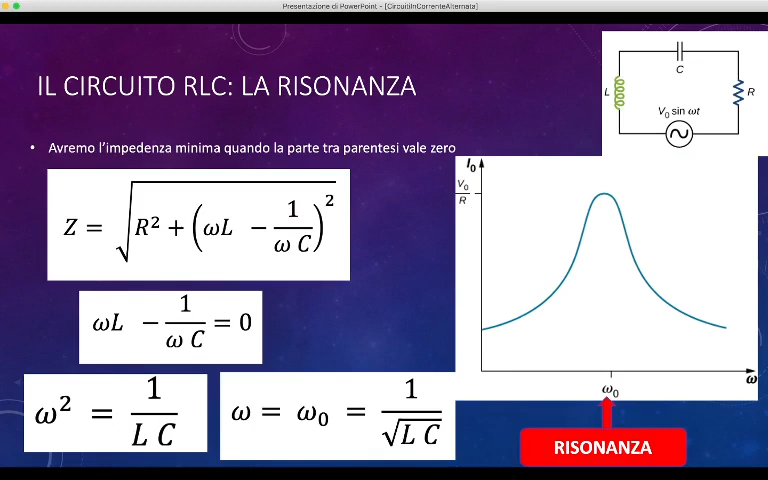 Presentazione di PowerPoint - [CircuitiInCorrenteAlternata]
IL CIRCUITO RLC: LA RISONANZA
• Avremo l'impedenza minima quando la parte tra parentesi vale zero
Z = √(R² + (ωL − 1/(ω C))²)
ωL − 1/(ω C) = 0
ω² = 1/(L C)
ω = ω₀ = 1/√(L C)
C
L
R
V₀ sin ωt
I₀
V₀/R
ω
ω₀
RISONANZA